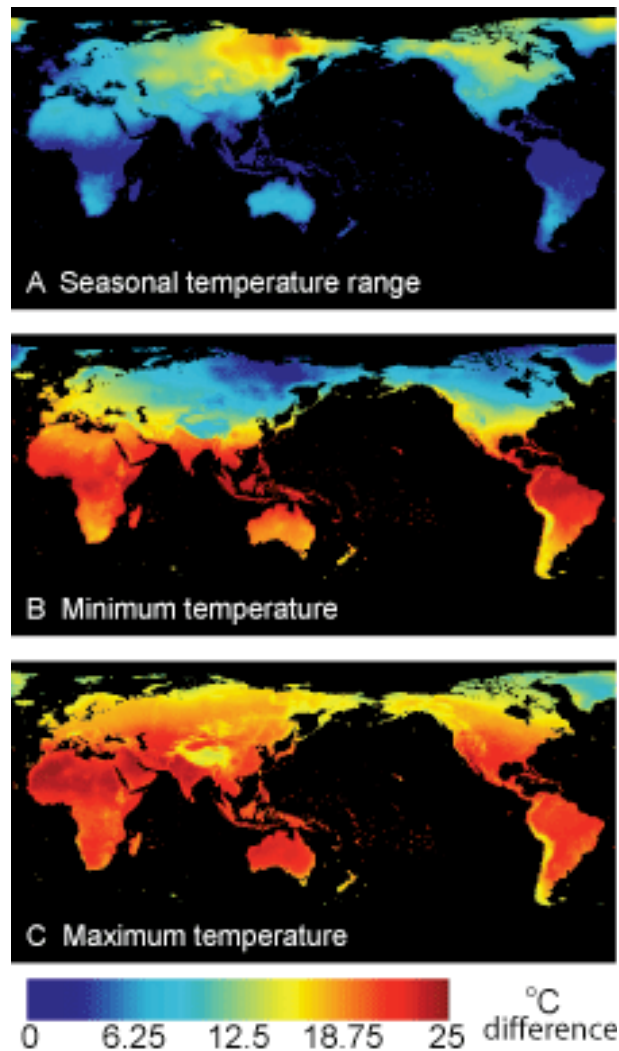 A Seasonal temperature range
B Minimum temperature
C Maximum temperature
0 6.25 12.5 18.75 25
°C
difference